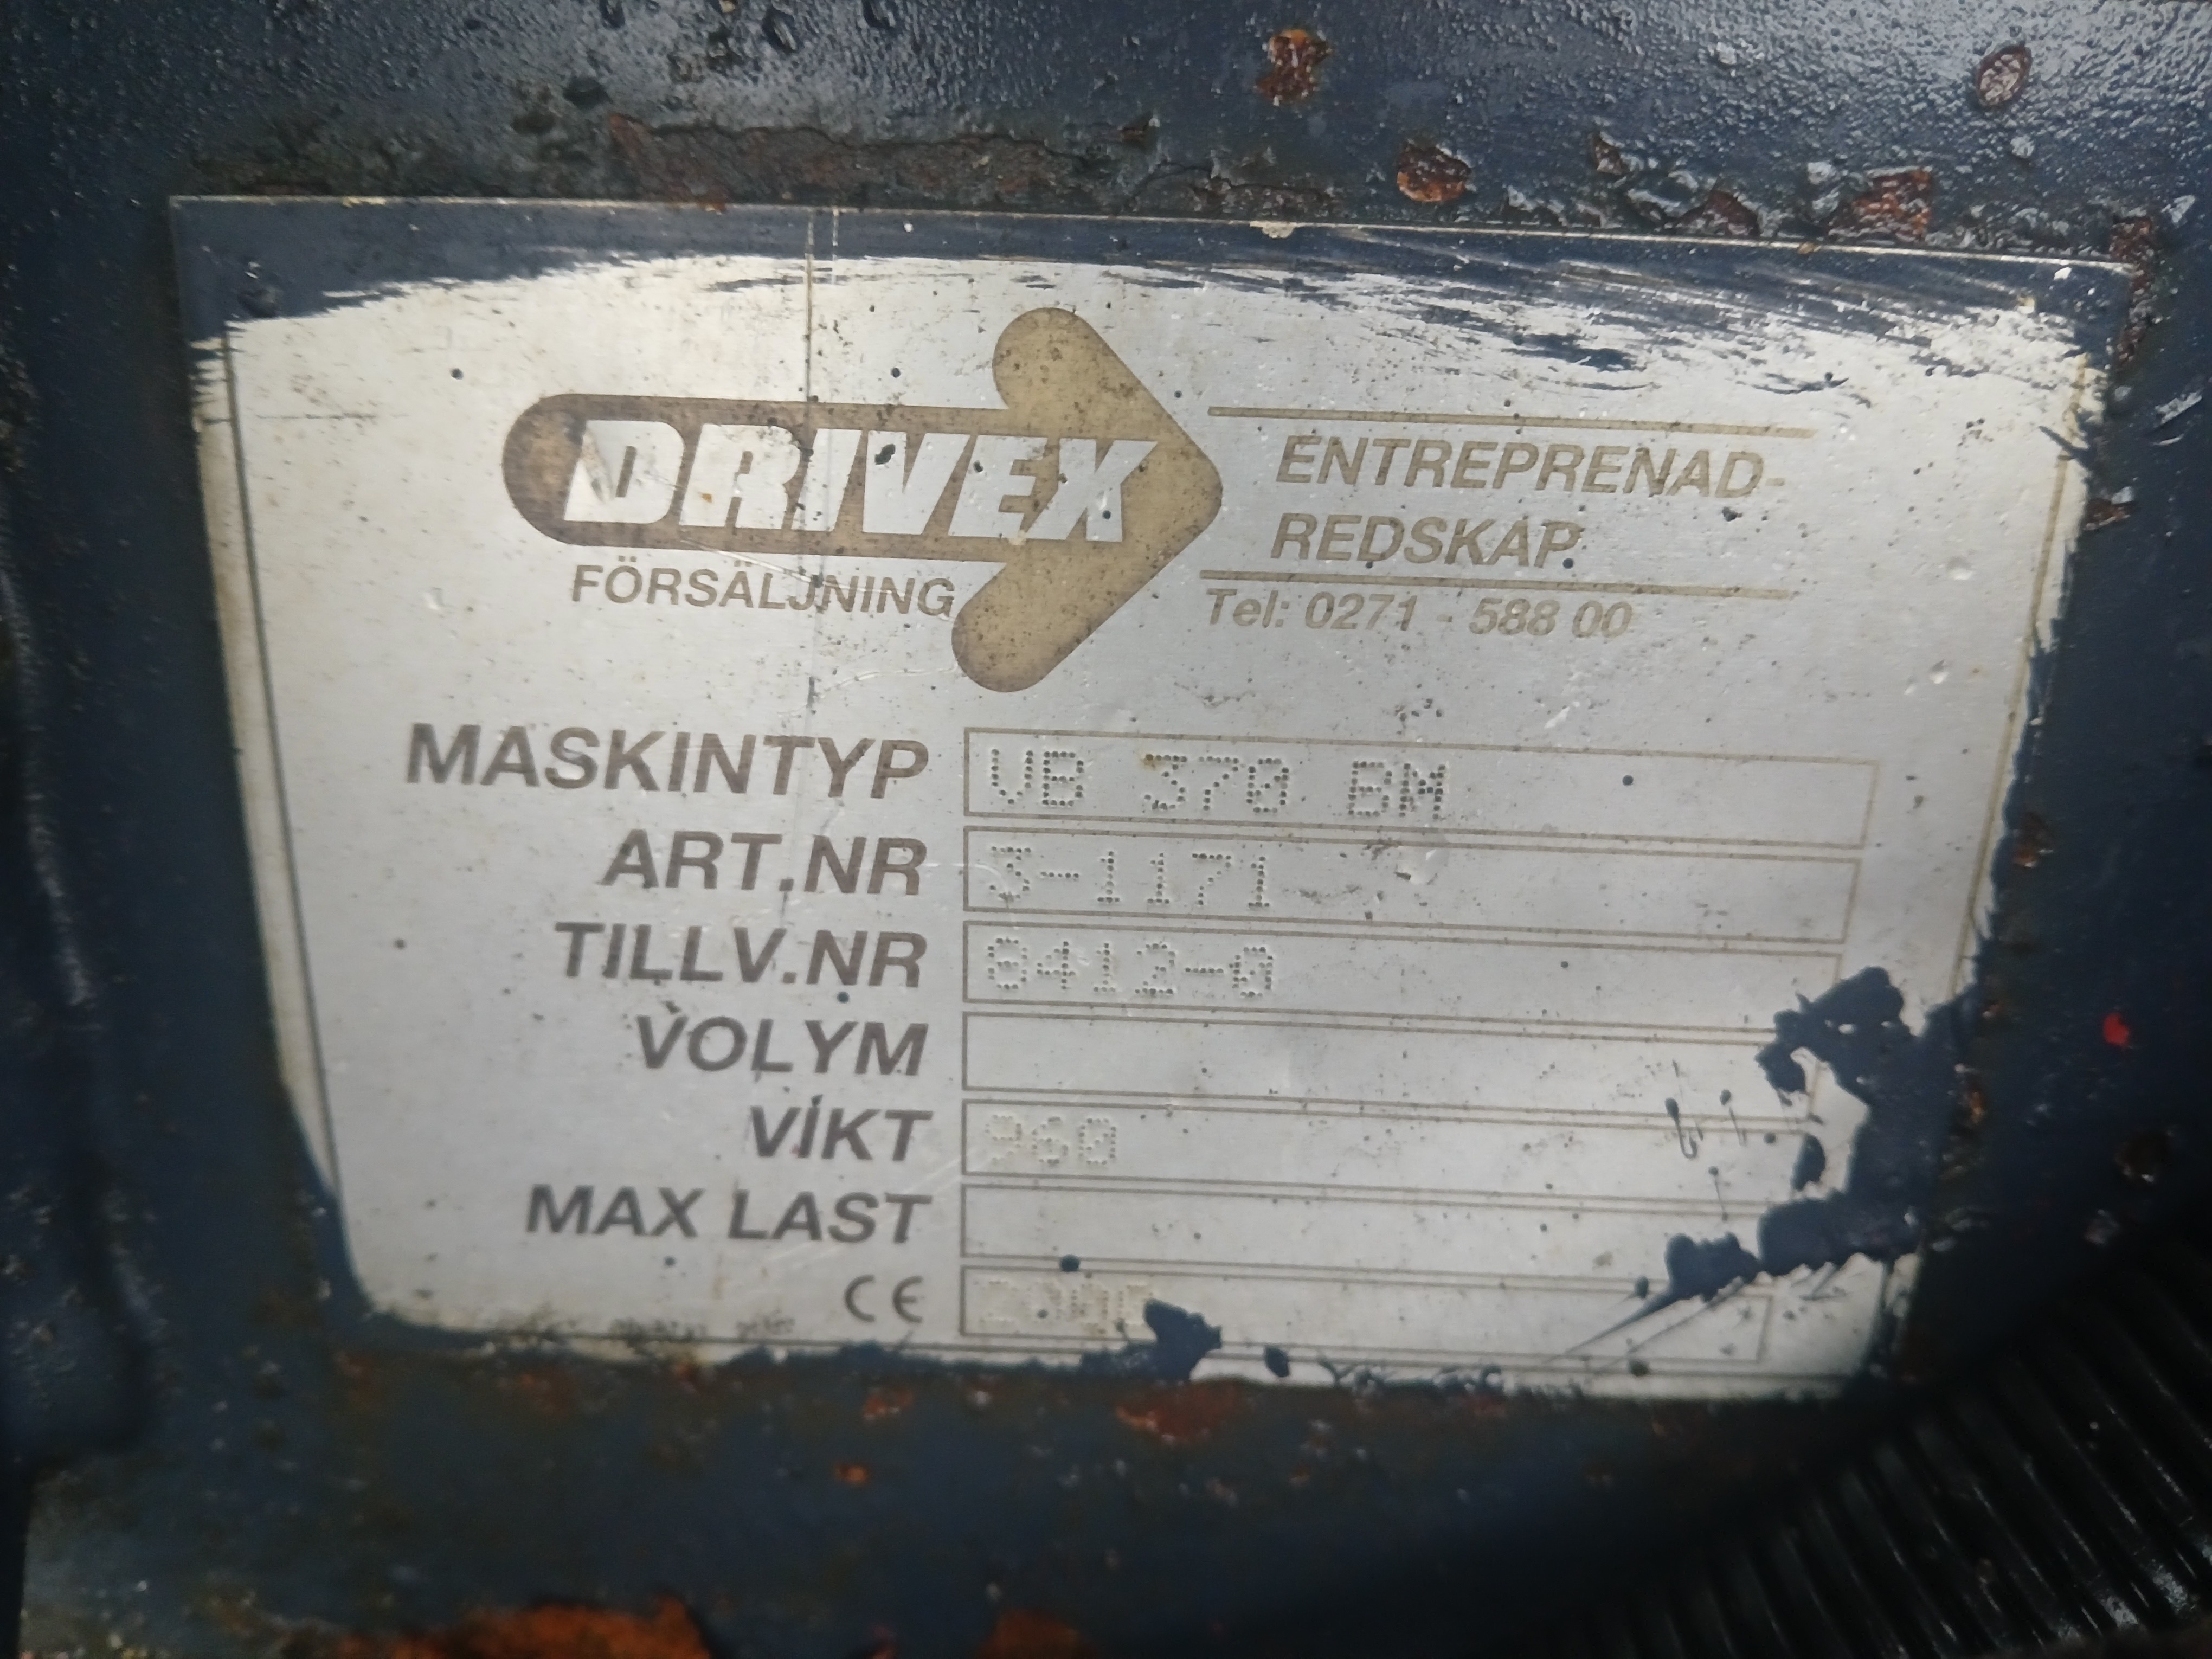 DRIVEX
FÖRSÄLJNING
ENTREPRENAD-
REDSKAP
Tel: 0271 - 588 00
MASKINTYP VB 370 BM
ART.NR 3-1171
TILLV.NR 8412-0
VOLYM
VIKT 960
MAX LAST
CE